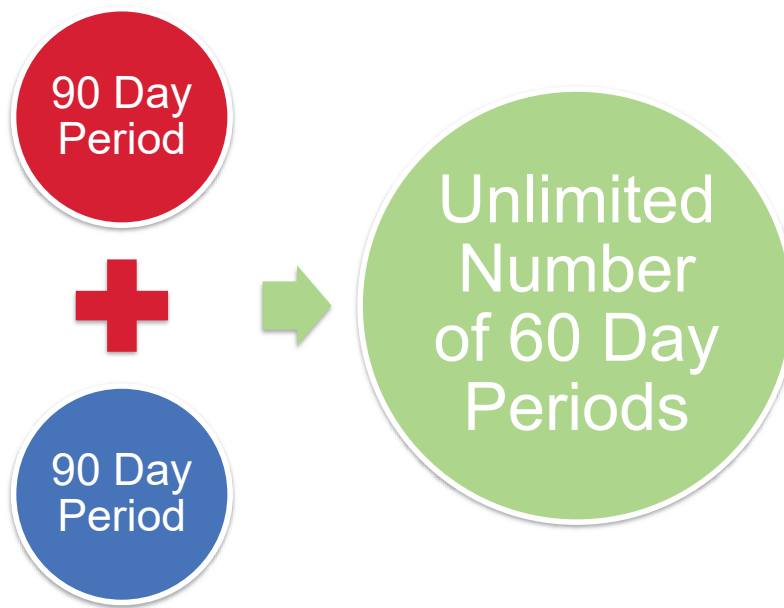 90 Day
Period
90 Day
Period
Unlimited
Number
of 60 Day
Periods